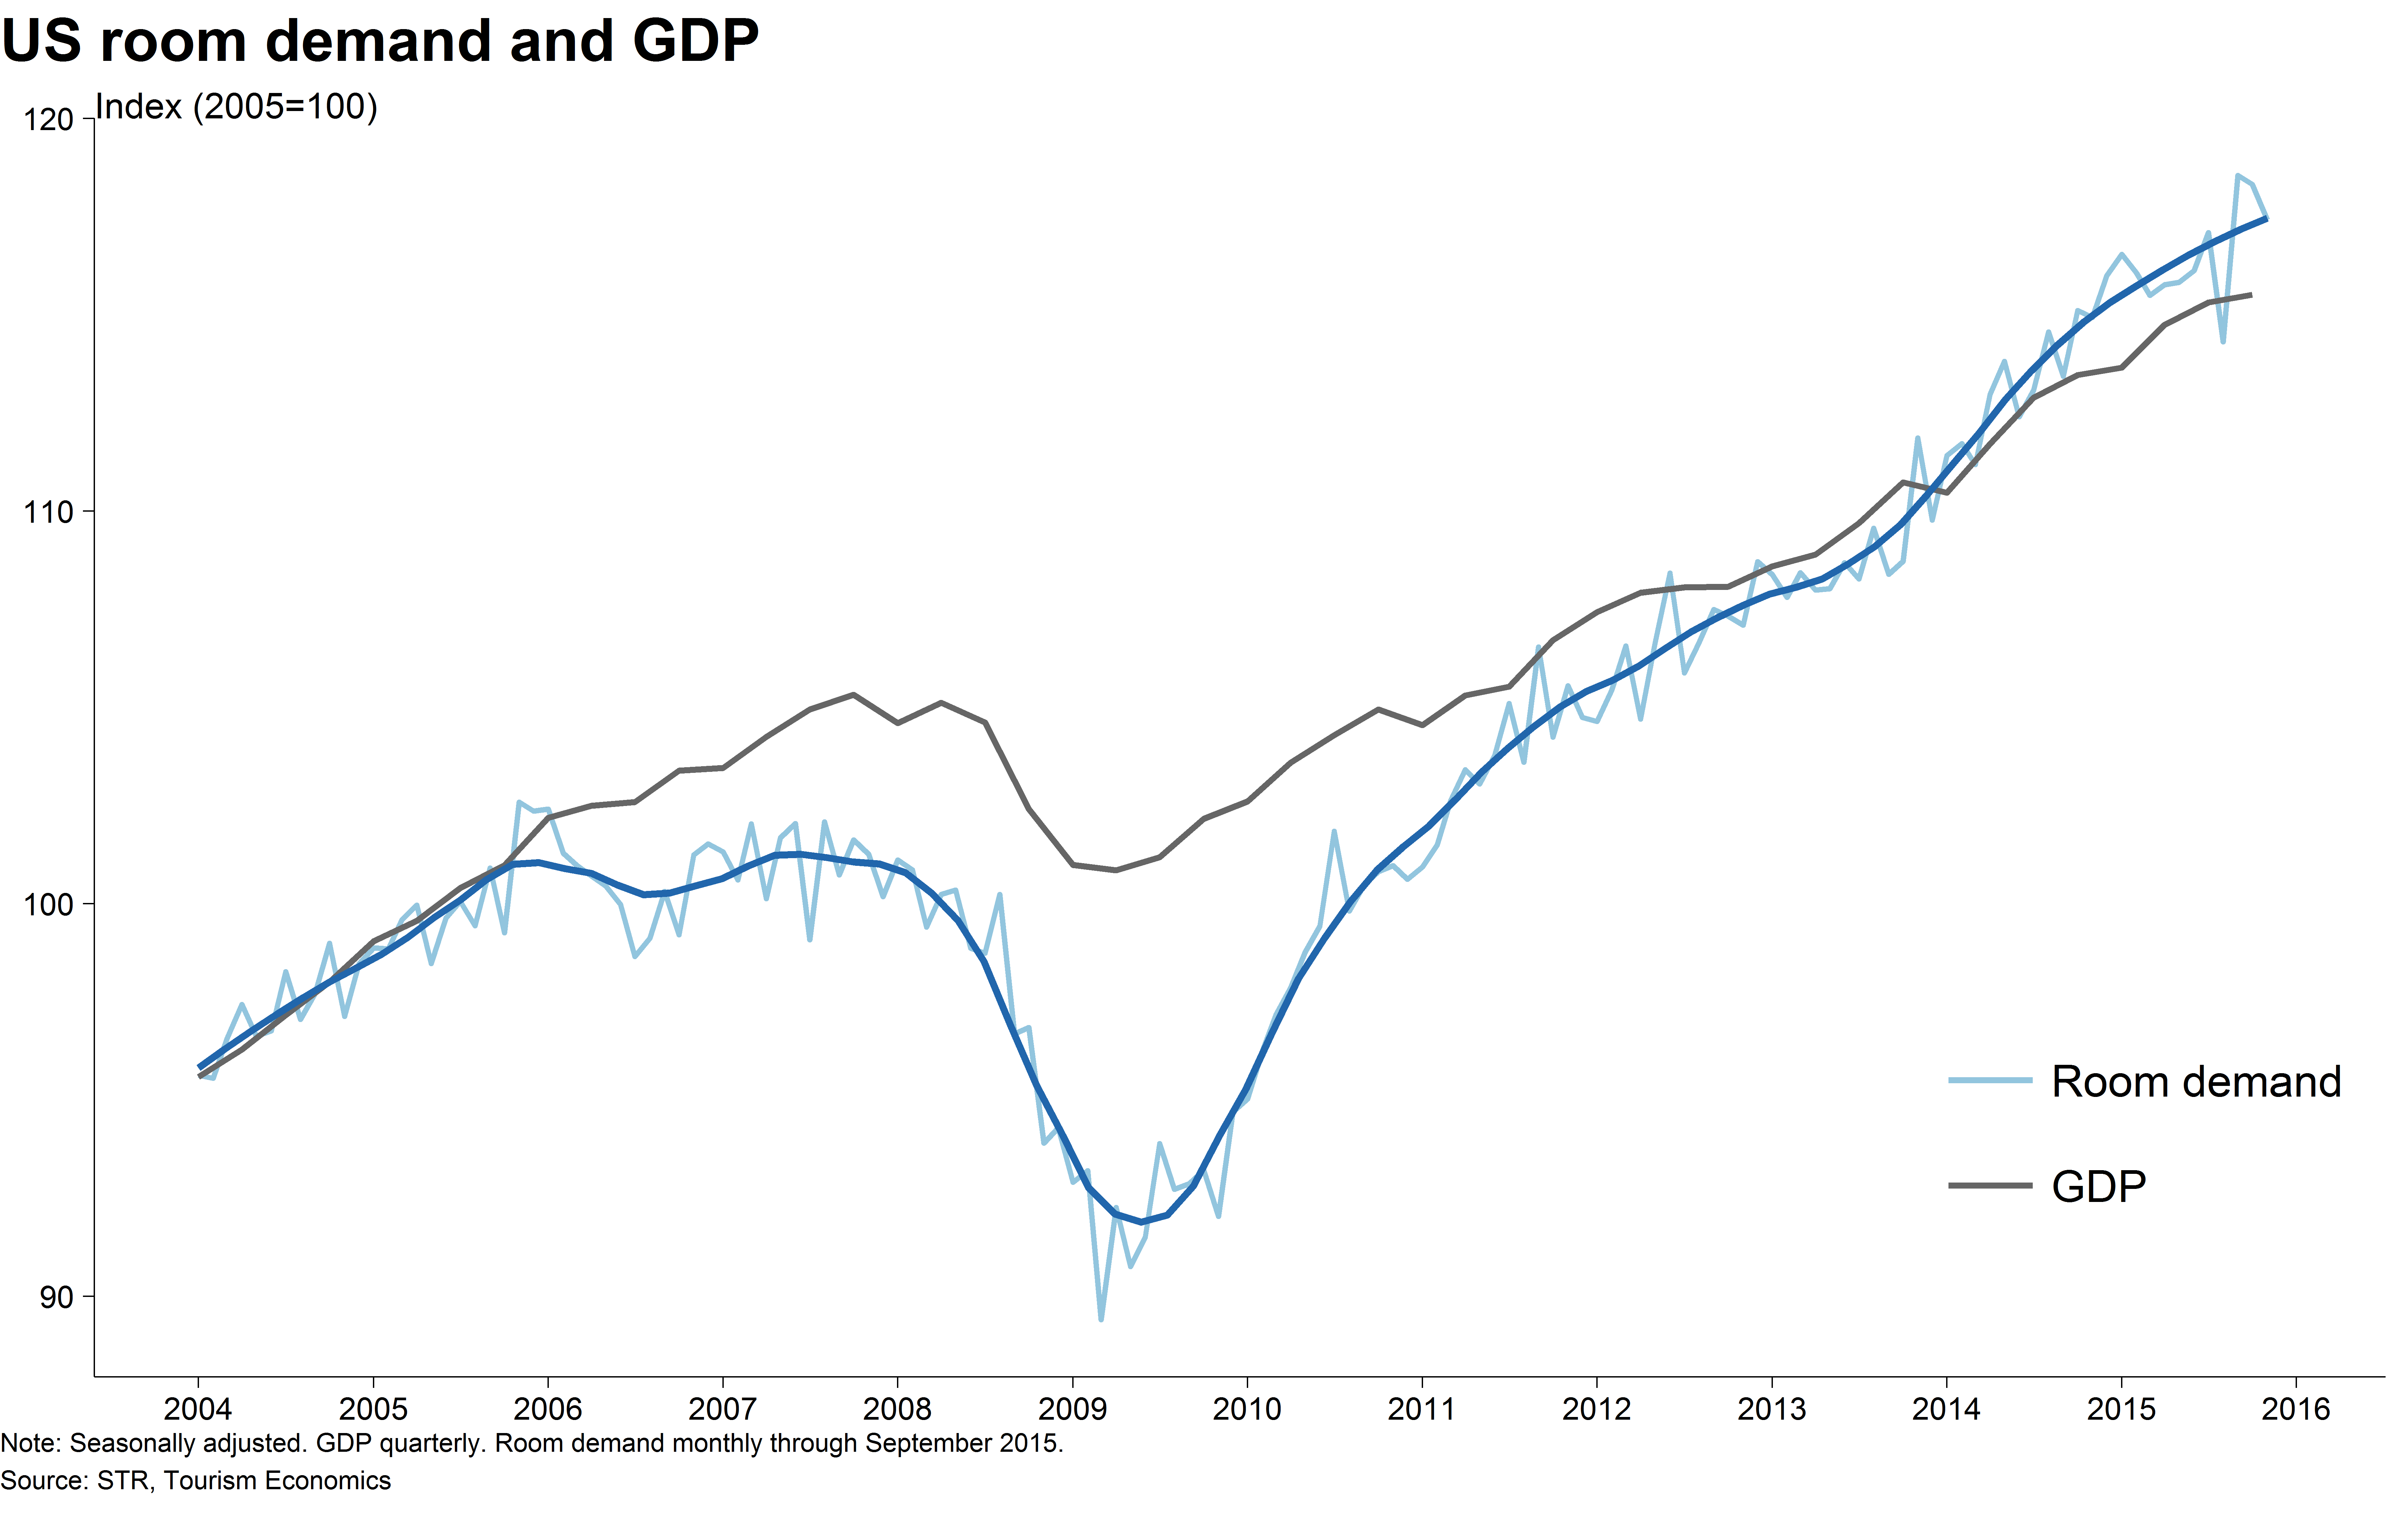 US room demand and GDP
Index (2005=100)
120
110
100
90
Room demand
GDP
2004 2005 2006 2007 2008 2009 2010 2011 2012 2013 2014 2015 2016
Note: Seasonally adjusted. GDP quarterly. Room demand monthly through September 2015.
Source: STR, Tourism Economics